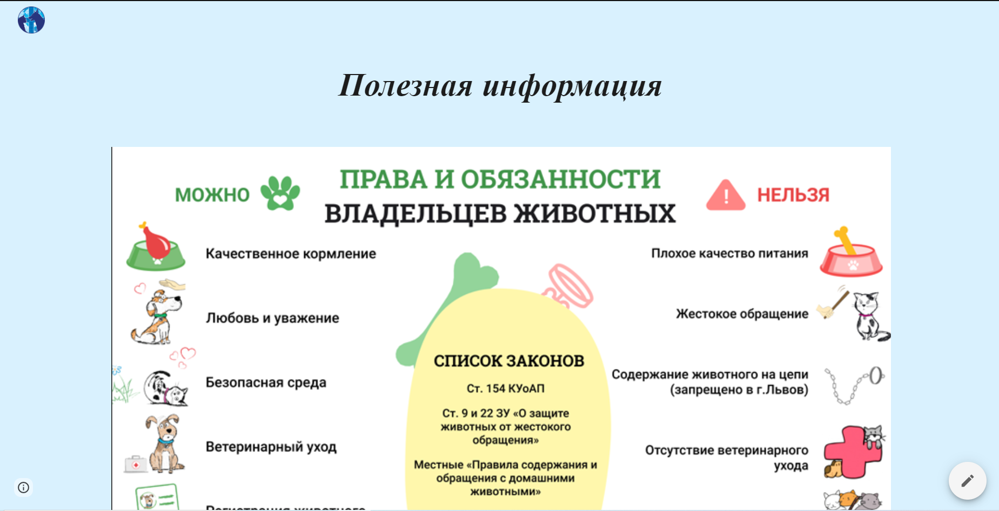 Полезная информация
ПРАВА И ОБЯЗАННОСТИ
ВЛАДЕЛЬЦЕВ ЖИВОТНЫХ
МОЖНО
Качественное кормление
Любовь и уважение
Безопасная среда
Ветеринарный уход
Регистрация животного
СПИСОК ЗАКОНОВ
Ст. 154 КУоАП
Ст. 9 и 22 ЗУ «О защите
животных от жестокого
обращения»
Местные «Правила содержания и
обращения с домашними
животными»
НЕЛЬЗЯ
Плохое качество питания
Жестокое обращение
Содержание животного на цепи
(запрещено в г.Львов)
Отсутствие ветеринарного
ухода